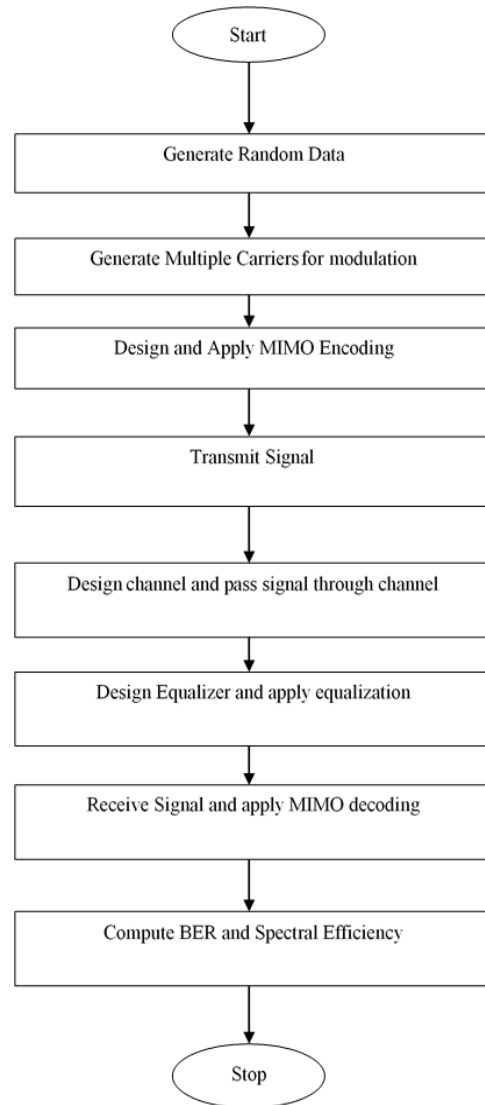 Start
Generate Random Data
Generate Multiple Carriers for modulation
Design and Apply MIMO Encoding
Transmit Signal
Design channel and pass signal through channel
Design Equalizer and apply equalization
Receive Signal and apply MIMO decoding
Compute BER and Spectral Efficiency
Stop